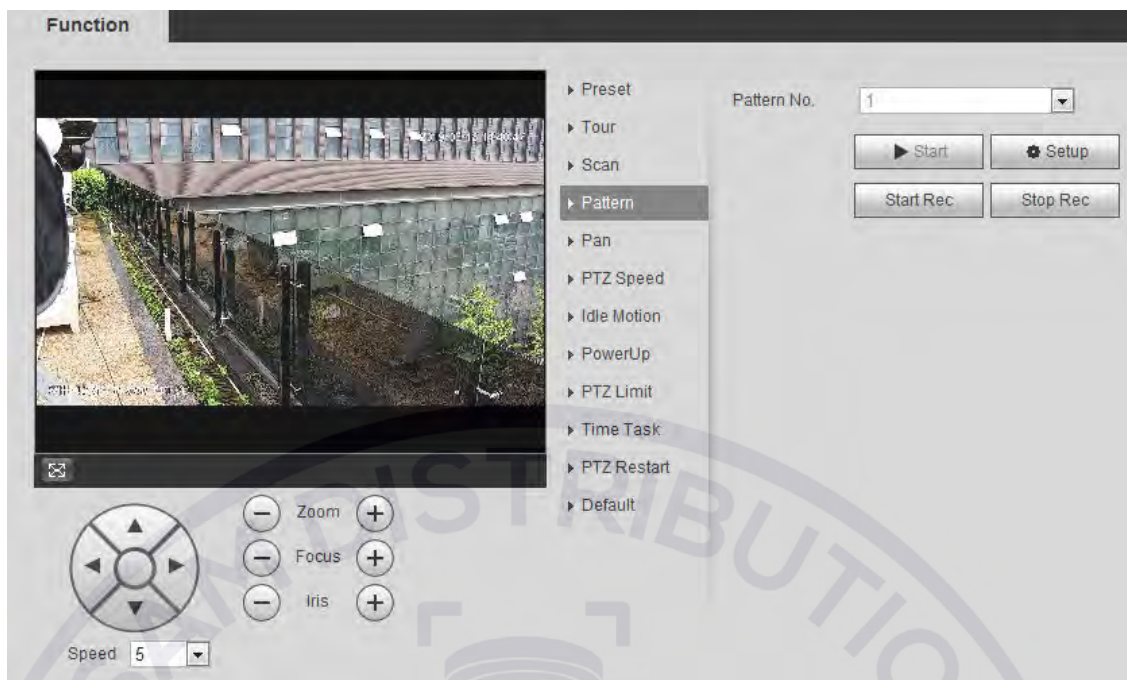 Function
Preset
Tour
Scan
Pattern
Pan
PTZ Speed
Idle Motion
PowerUp
PTZ Limit
Time Task
PTZ Restart
Default
Pattern No. 1
Start Setup
Start Rec Stop Rec
Zoom
Focus
Iris
Speed 5
DISTRIBUTIO